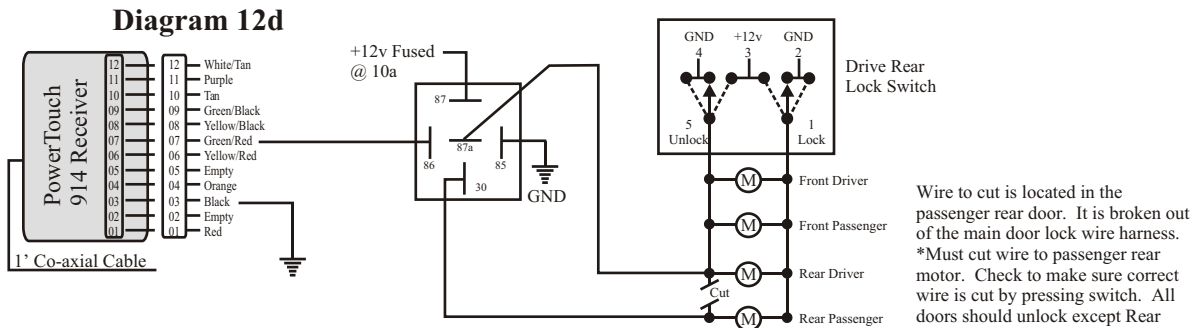 Diagram 12d
PowerTouch
914 Receiver
12
11
10
09
08
07
06
05
04
03
02
01
12 White/Tan
11 Purple
10 Tan
09 Green/Black
08 Yellow/Black
07 Green/Red
06 Yellow/Red
05 Empty
04 Orange
03 Black
02 Empty
01 Red
1' Co-axial Cable
+12v Fused
@ 10a
87
87a
86
85
30
GND
GND +12v GND
4 3 2
5 1
Unlock Lock
Drive Rear
Lock Switch
M Front Driver
M Front Passenger
M Rear Driver
Cut
M Rear Passenger
Wire to cut is located in the
passenger rear door. It is broken out
of the main door lock wire harness.
*Must cut wire to passenger rear
motor. Check to make sure correct
wire is cut by pressing switch. All
doors should unlock except Rear